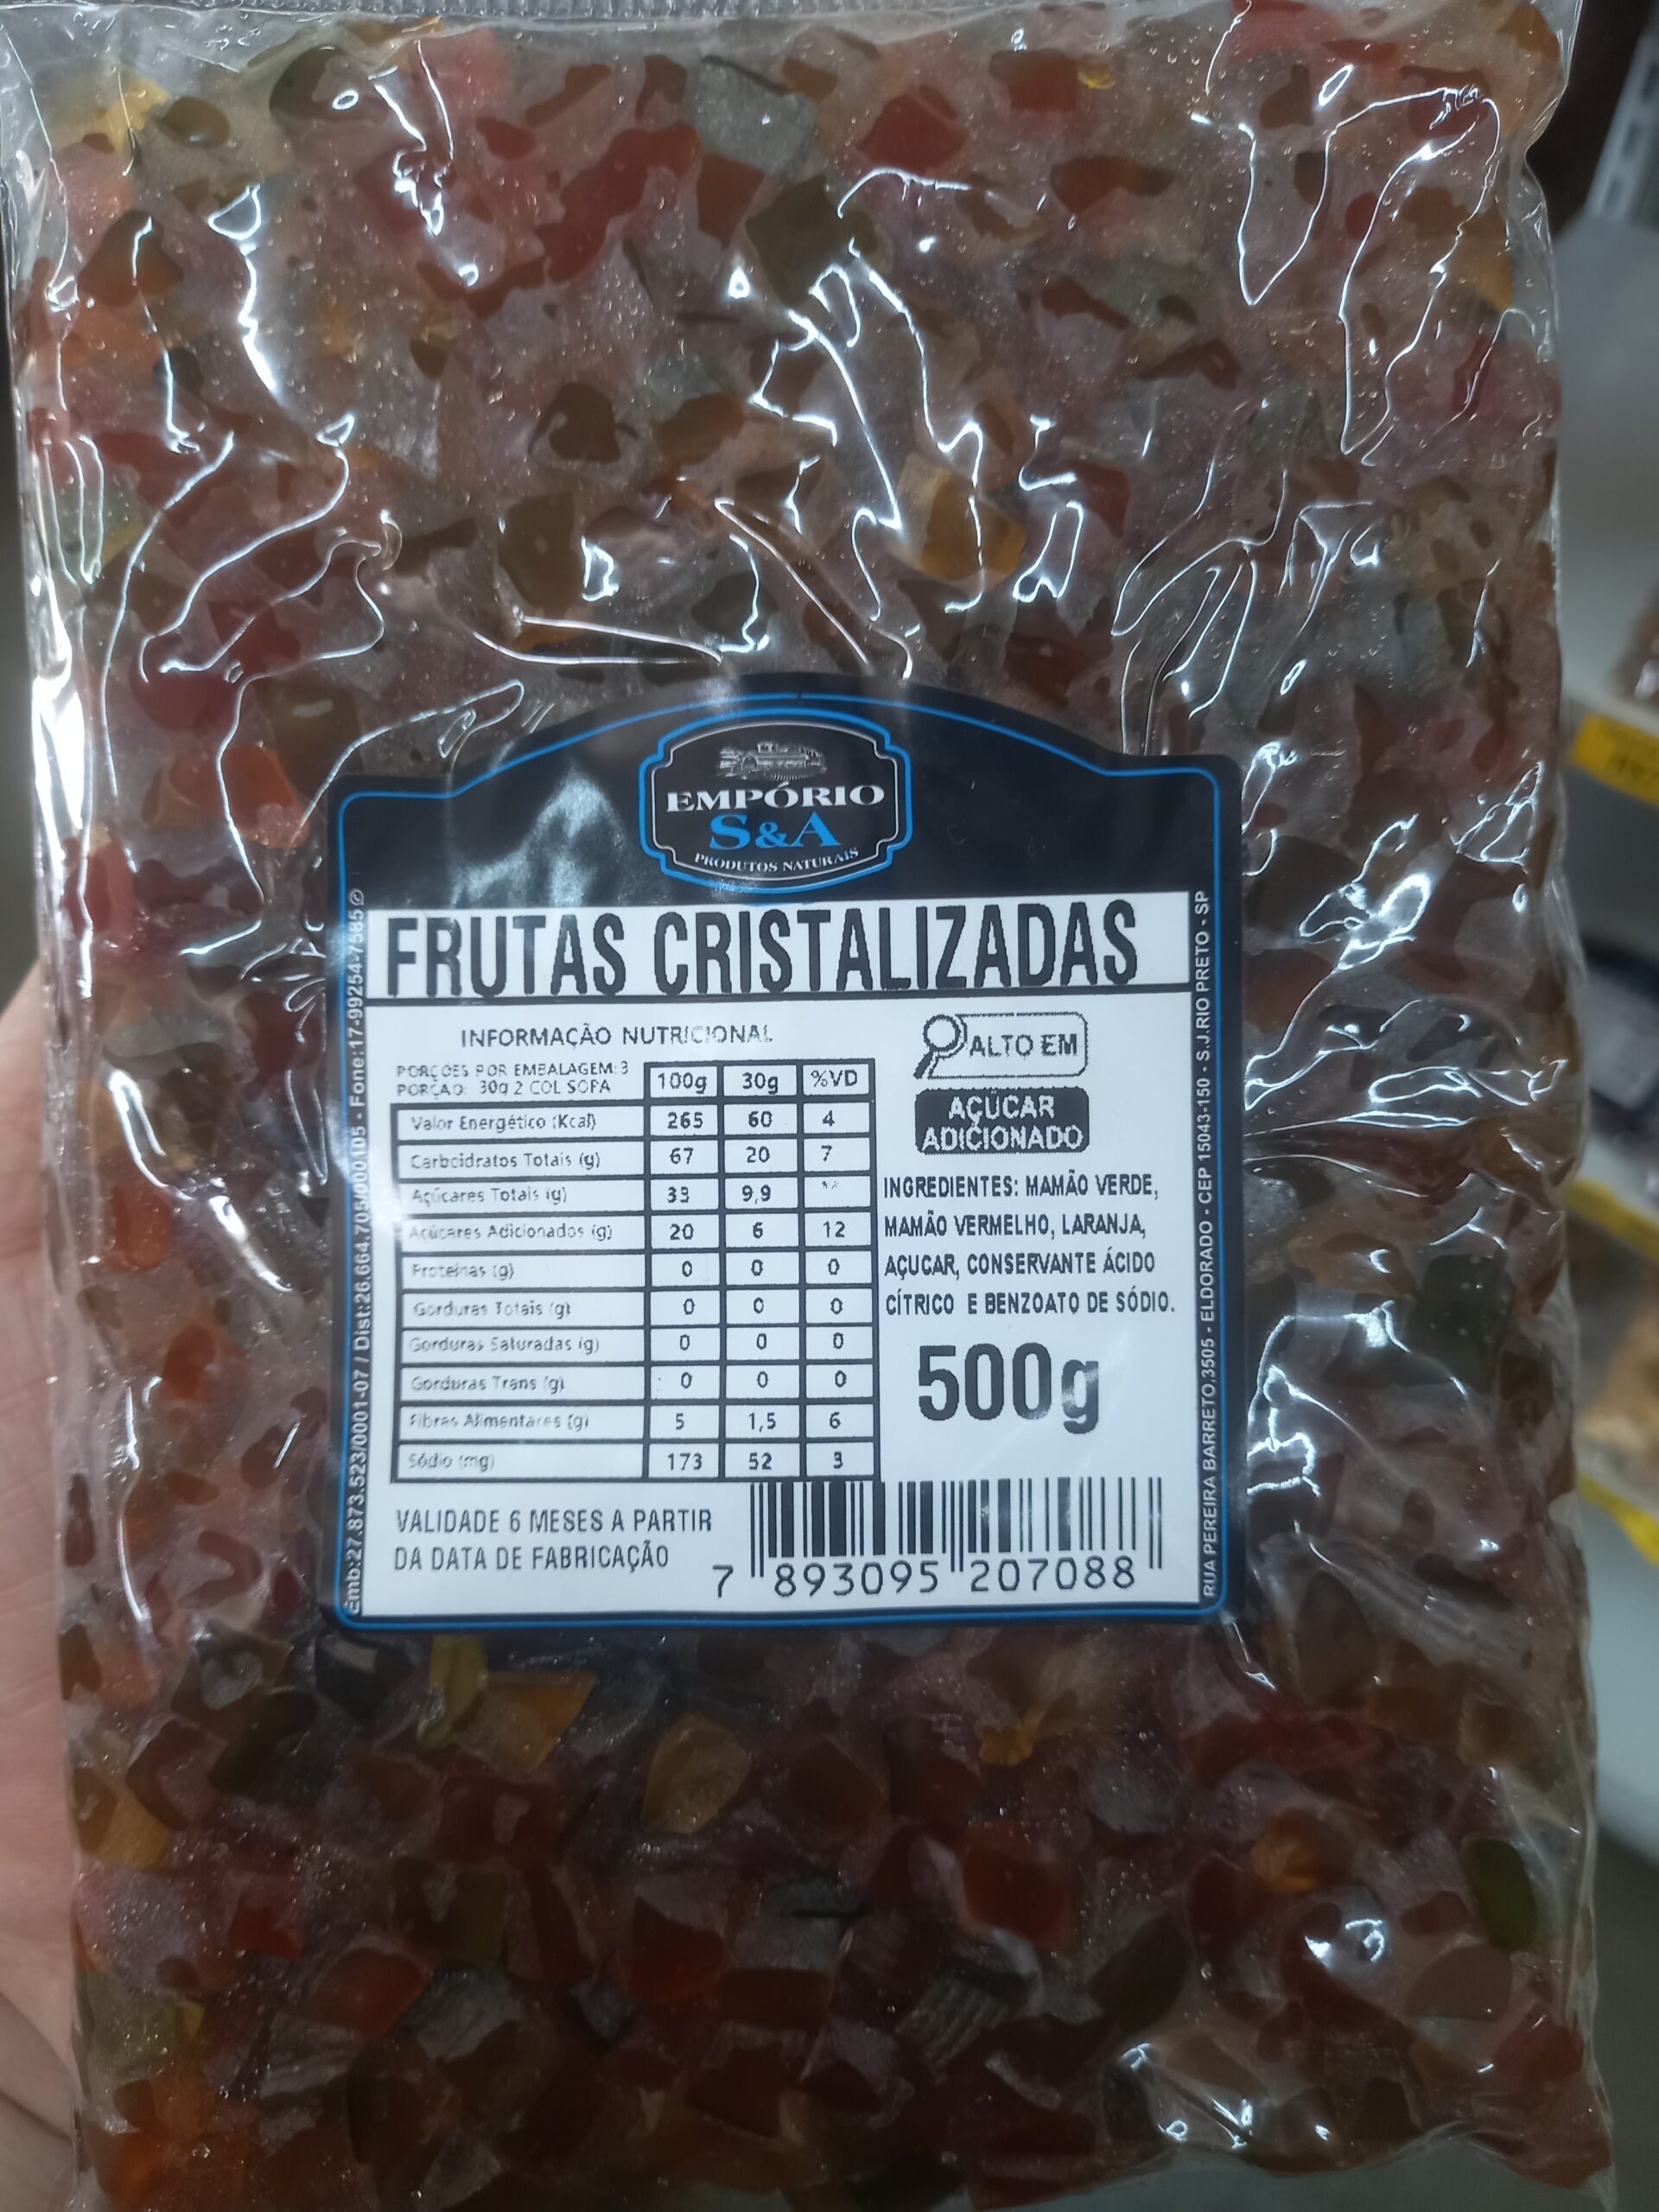 EMPÓRIO
S&A
PRODUTOS NATURAIS
FRUTAS CRISTALIZADAS
INFORMAÇÃO NUTRICIONAL
PORÇÕES POR EMBALAGEM: 3
PORÇÃO: 30g 2 COL SOPA
100g 30g %VD
Valor Energético (Kcal) 265 60 4
Carboidratos Totais (g) 67 20 7
Açúcares Totais (g) 33 9,9 **
Açúcares Adicionados (g) 20 6 12
Proteínas (g) 0 0 0
Gorduras Totais (g) 0 0 0
Gorduras Saturadas (g) 0 0 0
Gorduras Trans (g) 0 0 0
Fibras Alimentares (g) 5 1,5 6
Sódio (mg) 173 52 3
ALTO EM
AÇÚCAR
ADICIONADO
INGREDIENTES: MAMÃO VERDE,
MAMÃO VERMELHO, LARANJA,
AÇUCAR, CONSERVANTE ÁCIDO
CÍTRICO E BENZOATO DE SÓDIO.
500g
VALIDADE 6 MESES A PARTIR
DA DATA DE FABRICAÇÃO
7 893095 207088
Emb:27.873.523/0001-07 / Dist:26.664.705/000105 - Fone:17-99254-7585
RUA PEREIRA BARRETO,3505 - ELDORADO - CEP 15043-150 - S.J.RIO PRETO - SP